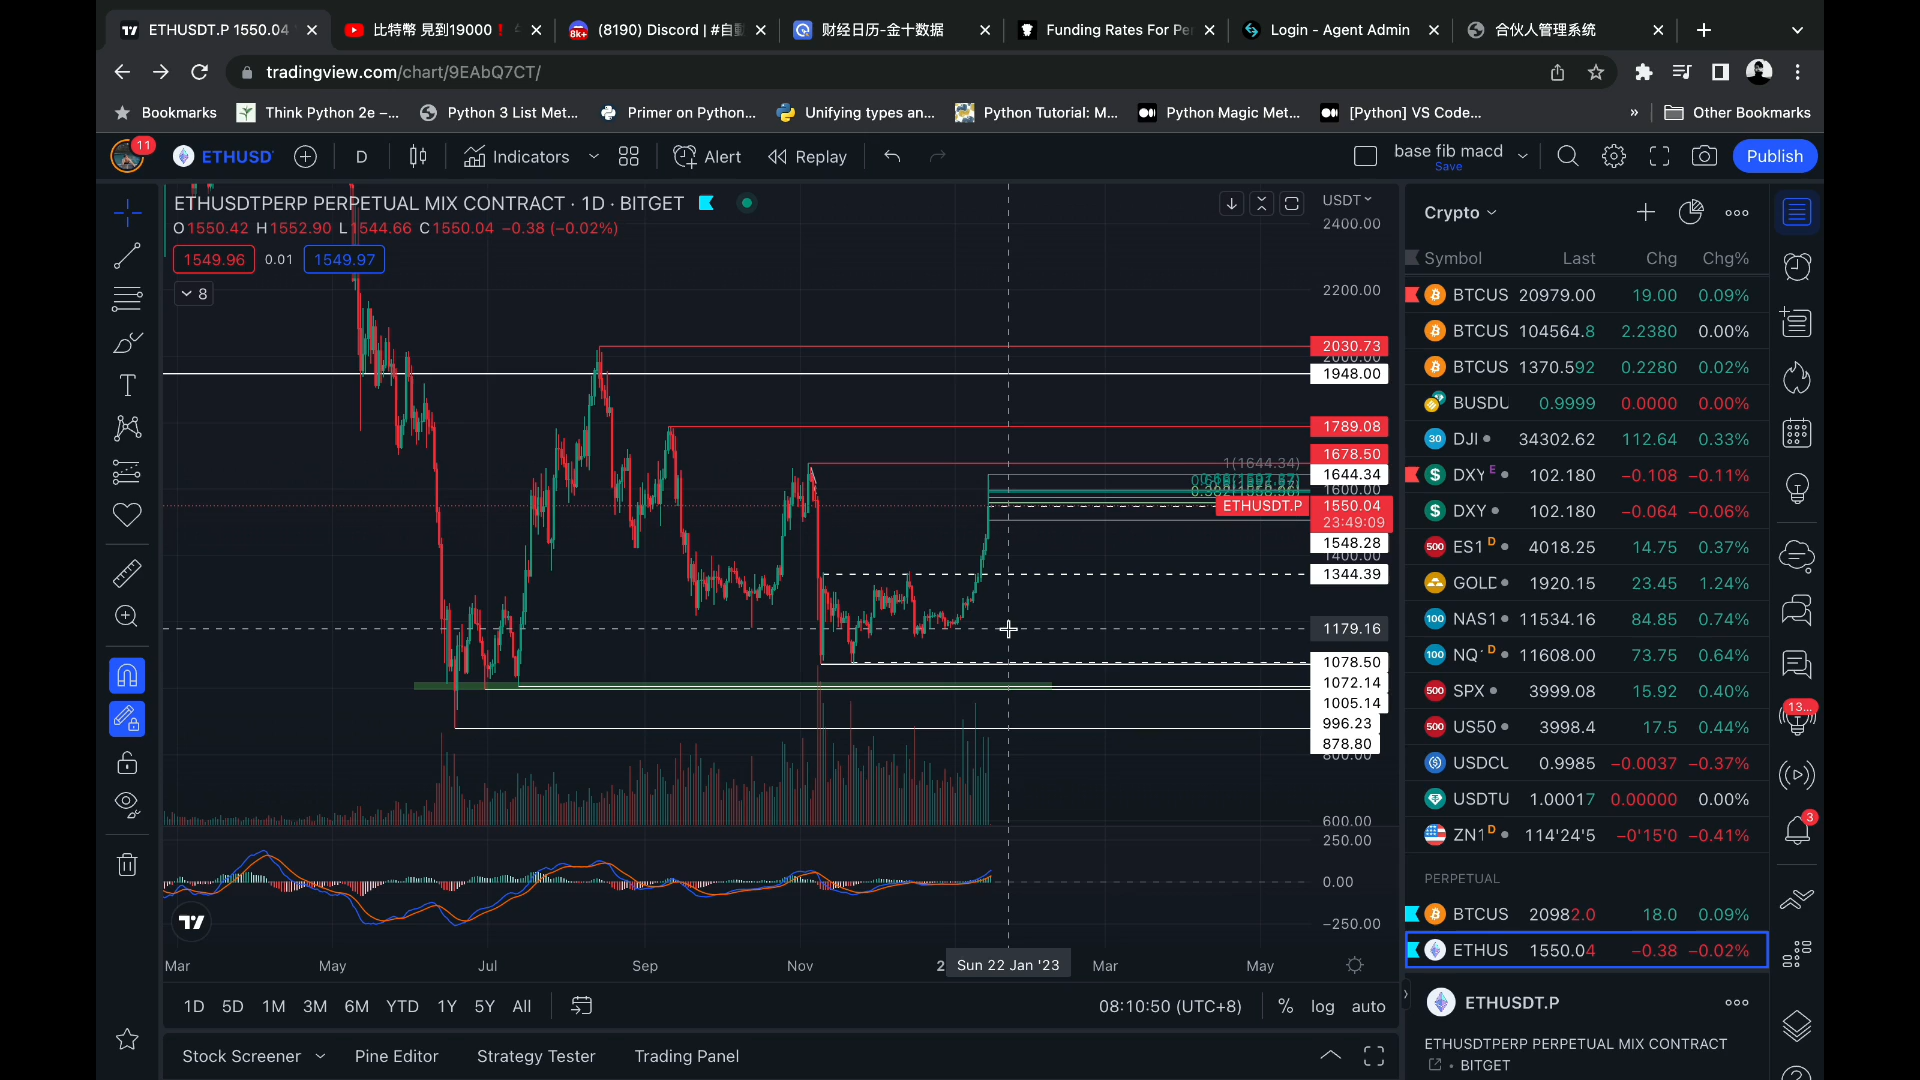 ETHUSDT.P 1550.04
比特幣 見到19000
(8190) Discord | #自
财经日历-金十数据
Funding Rates For Pe
Login - Agent Admin
合伙人管理系统
tradingview.com/chart/9EAbQ7CT/
Bookmarks
Think Python 2e –...
Python 3 List Met...
Primer on Python...
Unifying types an...
Python Tutorial: M...
Python Magic Met...
[Python] VS Code...
»
Other Bookmarks
11
ETHUSD
D
Indicators
Alert
Replay
base fib macd
Save
Publish
ETHUSDTPERP PERPETUAL MIX CONTRACT · 1D · BITGET
O1550.42 H1552.90 L1544.66 C1550.04 −0.38 (−0.02%)
1549.96
0.01
1549.97
8
USDT
2400.00
2200.00
2030.73
2000.00
1948.00
1789.08
1678.50
1(1644.34)
1644.34
1600.00
ETHUSDT.P
1550.04
23:49:09
1548.28
1400.00
1344.39
1179.16
1078.50
1072.14
1005.14
996.23
878.80
800.00
600.00
250.00
0.00
−250.00
Mar
May
Jul
Sep
Nov
2
Sun 22 Jan '23
Mar
May
1D 5D 1M 3M 6M YTD 1Y 5Y All
08:10:50 (UTC+8)
% log auto
Stock Screener
Pine Editor
Strategy Tester
Trading Panel
Crypto
Symbol Last Chg Chg%
BTCUS 20979.00 19.00 0.09%
BTCUS 104564.8 2.2380 0.00%
BTCUS 1370.592 0.2280 0.02%
BUSDU 0.9999 0.0000 0.00%
30 DJI 34302.62 112.64 0.33%
DXY E 102.180 −0.108 −0.11%
DXY 102.180 −0.064 −0.06%
500 ES1 D 4018.25 14.75 0.37%
GOLD 1920.15 23.45 1.24%
100 NAS1 11534.16 84.85 0.74%
100 NQ D 11608.00 73.75 0.64%
500 SPX 3999.08 15.92 0.40%
500 US50 3998.4 17.5 0.44%
USDCU 0.9985 −0.0037 −0.37%
USDTU 1.00017 0.00000 0.00%
ZN1 D 114'24'5 −0'15'0 −0.41%
PERPETUAL
BTCUS 20982.0 18.0 0.09%
ETHUS 1550.04 −0.38 −0.02%
ETHUSDT.P
ETHUSDTPERP PERPETUAL MIX CONTRACT
BITGET
13...
3